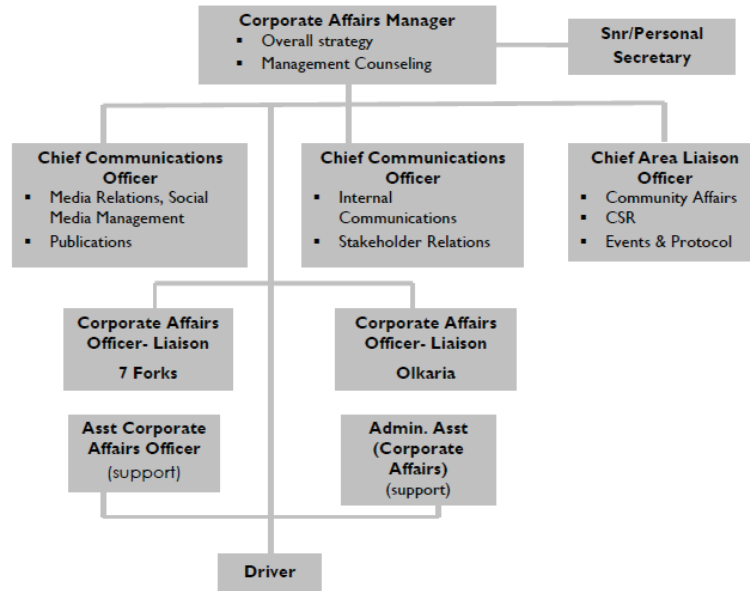 Corporate Affairs Manager
▪ Overall strategy
▪ Management Counseling
Snr/Personal
Secretary
Chief Communications
Officer
▪ Media Relations, Social
Media Management
▪ Publications
Chief Communications
Officer
▪ Internal
Communications
▪ Stakeholder Relations
Chief Area Liaison
Officer
▪ Community Affairs
▪ CSR
▪ Events & Protocol
Corporate Affairs
Officer- Liaison
7 Forks
Corporate Affairs
Officer- Liaison
Olkaria
Asst Corporate
Affairs Officer
(support)
Admin. Asst
(Corporate
Affairs)
(support)
Driver